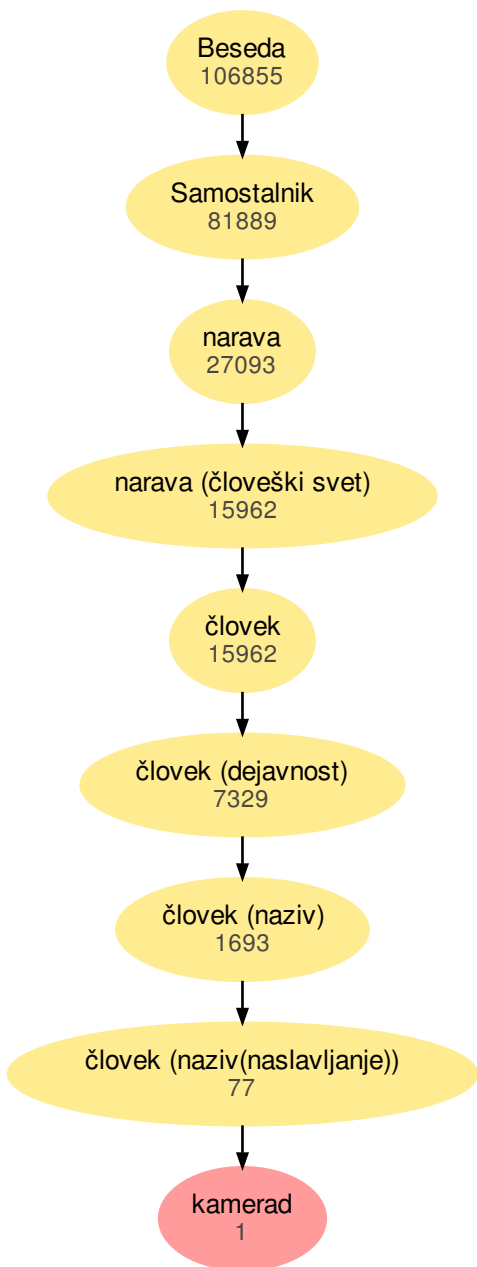 Beseda
106855
Samostalnik
81889
narava
27093
narava (človeški svet)
15962
človek
15962
človek (dejavnost)
7329
človek (naziv)
1693
človek (naziv(naslavljanje))
77
kamerad
1